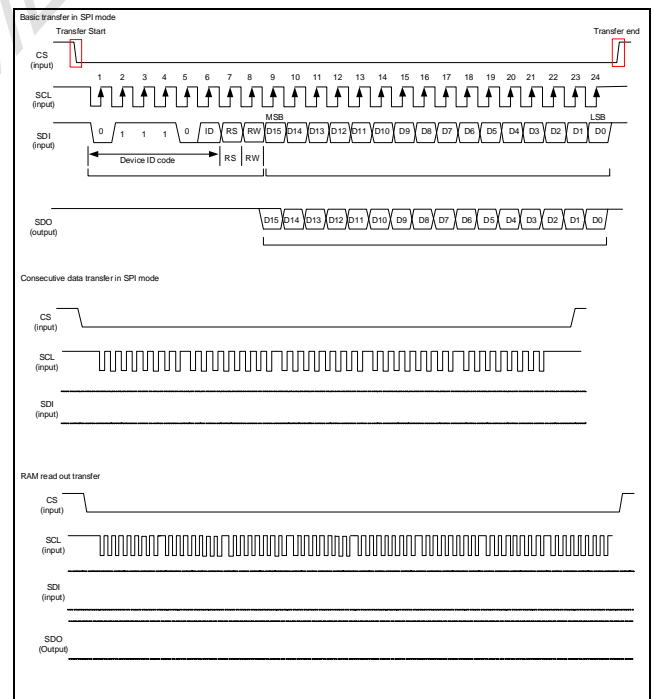 Basic transfer in SPI mode
Transfer Start Transfer end
CS
(input)
1 2 3 4 5 6 7 8 9 10 11 12 13 14 15 16 17 18 19 20 21 22 23 24
SCL
(input)
MSB LSB
SDI
(input)
0 1 1 1 0 ID RS RW D15 D14 D13 D12 D11 D10 D9 D8 D7 D6 D5 D4 D3 D2 D1 D0
Device ID code RS RW
SDO
(output)
D15 D14 D13 D12 D11 D10 D9 D8 D7 D6 D5 D4 D3 D2 D1 D0
Consecutive data transfer in SPI mode
CS
(input)
SCL
(input)
SDI
(input)
RAM read out transfer
CS
(input)
SCL
(input)
SDI
(input)
SDO
(Output)